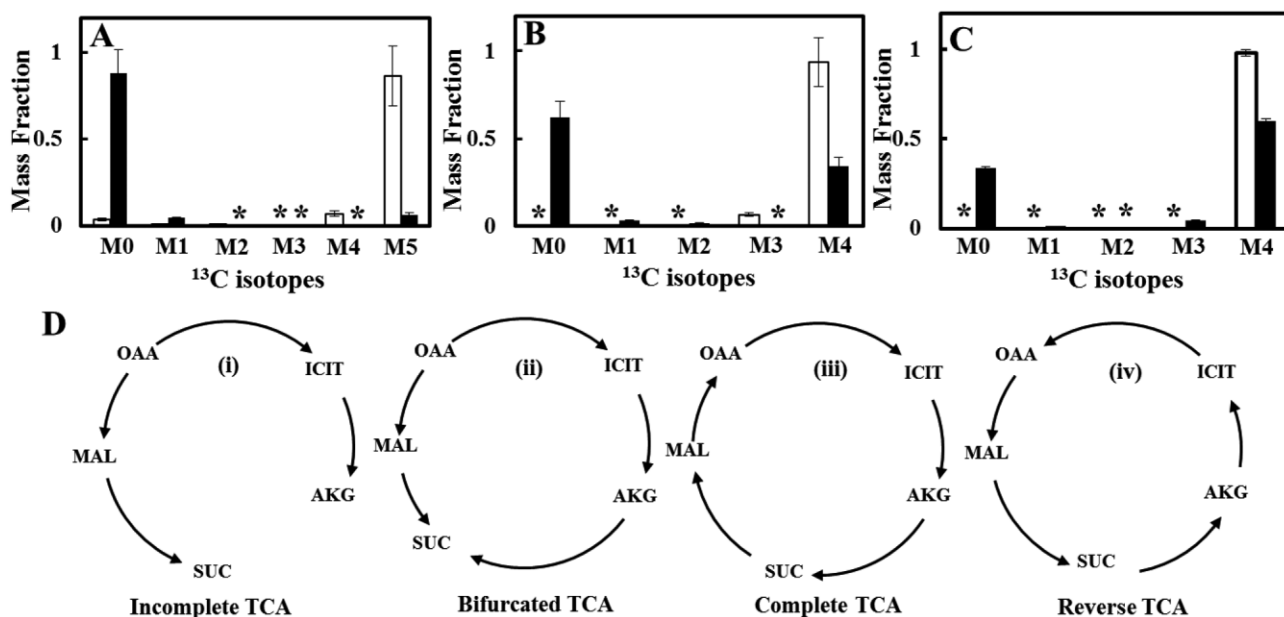 A
Mass Fraction
1
0.5
0
* * * *
M0 M1 M2 M3 M4 M5
¹³C isotopes
B
Mass Fraction
1
0.5
0
* * * *
M0 M1 M2 M3 M4
¹³C isotopes
C
Mass Fraction
1
0.5
0
* * * * *
M0 M1 M2 M3 M4
¹³C isotopes
D
OAA
(i)
ICIT
MAL
AKG
SUC
Incomplete TCA
OAA
(ii)
ICIT
MAL
AKG
SUC
Bifurcated TCA
OAA
(iii)
ICIT
MAL
AKG
SUC
Complete TCA
OAA
(iv)
ICIT
MAL
AKG
SUC
Reverse TCA